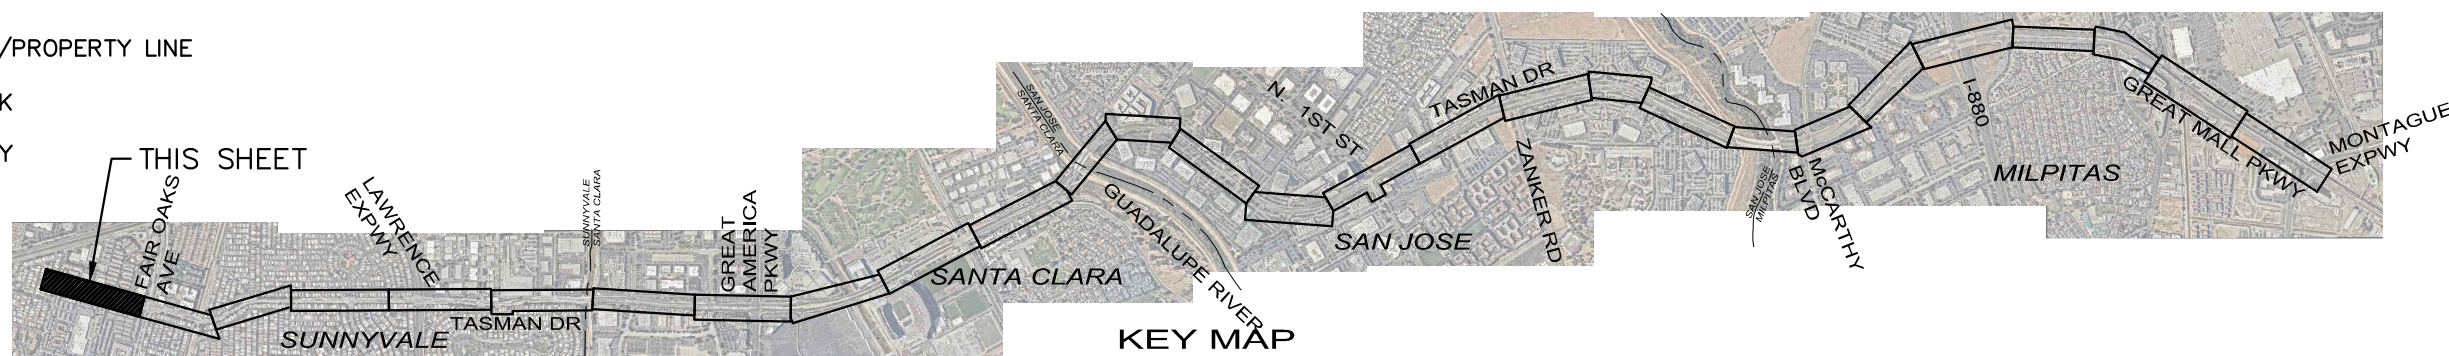 /PROPERTY LINE
K
Y
THIS SHEET
FAIR OAKS
AVE
LAWRENCE
EXPWY
SUNNYVALE
SANTA CLARA
GREAT
AMERICA
PKWY
TASMAN DR
SUNNYVALE
SANTA CLARA
SAN JOSE
SANTA CLARA
GUADALUPE RIVER
N. 1ST ST
TASMAN DR
SAN JOSE
ZANKER RD
SAN JOSE
MILPITAS
McCARTHY
BLVD
I-880
MILPITAS
GREAT MALL PKWY
MONTAGUE
EXPWY
KEY MAP